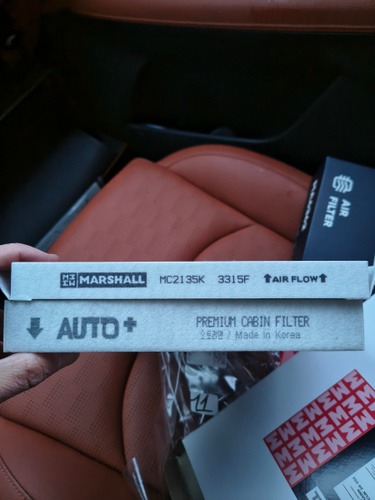 AIR
FILTER
MARSHALL MC2135K 3315F AIR FLOW
AUTO+ PREMIUM CABIN FILTER
/ Made in Korea